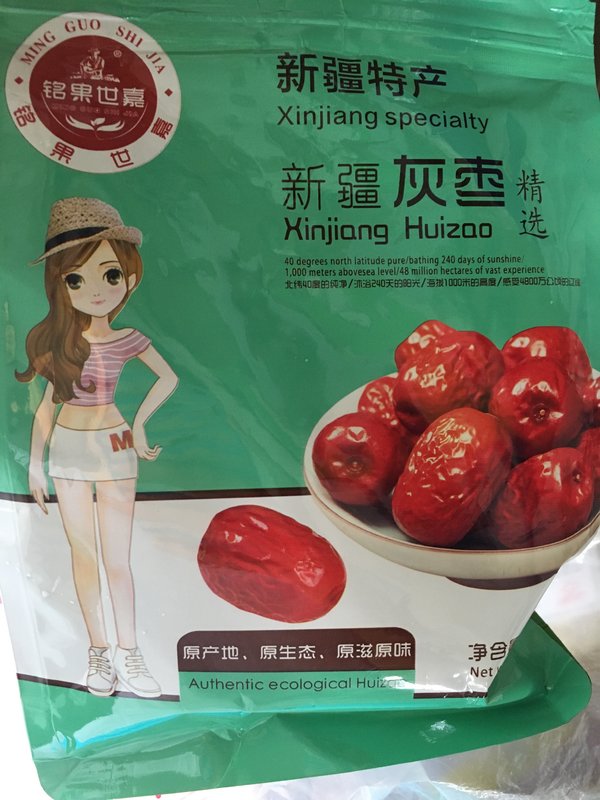 MING GUO SHI JIA
铭果世嘉
铭果世嘉
新疆特产
Xinjiang specialty
新疆灰枣
精选
Xinjiang Huizao
40 degrees north latitude pure/bathing 240 days of sunshine/
1,000 meters abovesea level/48 million hectares of vast experience
北纬40度的纯净/沐浴240天的阳光/海拔1000米的高度/感受4800万公顷的辽阔
M
原产地、原生态、原滋原味
Authentic ecological Huizao
净含
Net